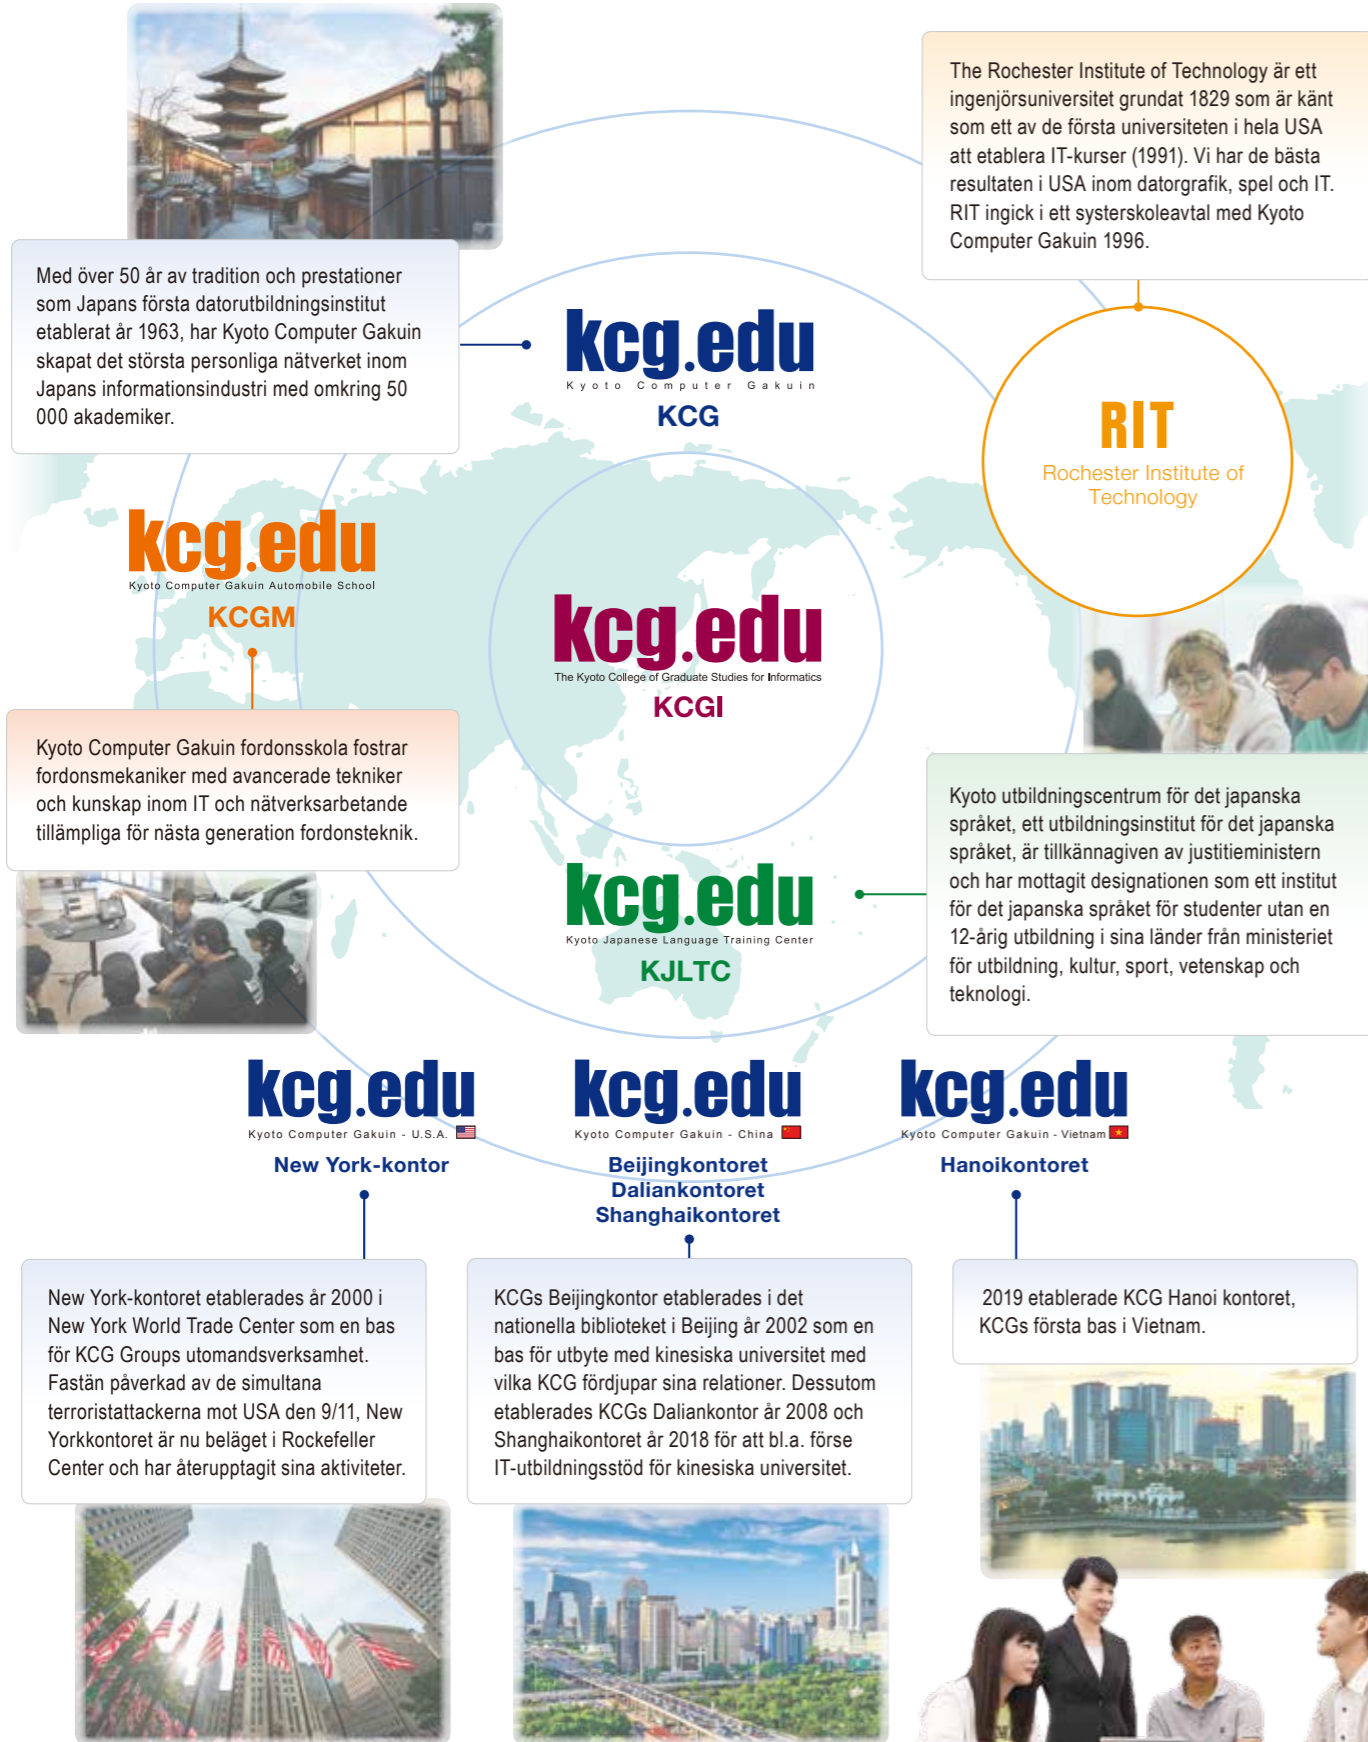 The Rochester Institute of Technology är ett
ingenjörsuniversitet grundat 1829 som är känt
som ett av de första universiteten i hela USA
att etablera IT-kurser (1991). Vi har de bästa
resultaten i USA inom datorgrafik, spel och IT.
RIT ingick i ett systerskoleavtal med Kyoto
Computer Gakuin 1996.
Med över 50 år av tradition och prestationer
som Japans första datorutbildningsinstitut
etablerat år 1963, har Kyoto Computer Gakuin
skapat det största personliga nätverket inom
Japans informationsindustri med omkring 50
000 akademiker.
kcg.edu
Kyoto Computer Gakuin
KCG
RIT
Rochester Institute of
Technology
kcg.edu
Kyoto Computer Gakuin Automobile School
KCGM
kcg.edu
The Kyoto College of Graduate Studies for Informatics
KCGI
Kyoto Computer Gakuin fordonsskola fostrar
fordonsmekaniker med avancerade tekniker
och kunskap inom IT och nätverksarbetande
tillämpliga för nästa generation fordonsteknik.
Kyoto utbildningscentrum för det japanska
språket, ett utbildningsinstitut för det japanska
språket, är tillkännagiven av justitieministern
och har mottagit designationen som ett institut
för det japanska språket för studenter utan en
12-årig utbildning i sina länder från ministeriet
för utbildning, kultur, sport, vetenskap och
teknologi.
kcg.edu
Kyoto Japanese Language Training Center
KJLTC
kcg.edu
Kyoto Computer Gakuin - U.S.A.
New York-kontor
kcg.edu
Kyoto Computer Gakuin - China
Beijingkontoret
Daliankontoret
Shanghaikontoret
kcg.edu
Kyoto Computer Gakuin - Vietnam
Hanoikontoret
New York-kontoret etablerades år 2000 i
New York World Trade Center som en bas
för KCG Groups utomandsverksamhet.
Fastän påverkad av de simultana
terroristattackerna mot USA den 9/11, New
Yorkkontoret är nu beläget i Rockefeller
Center och har återupptagit sina aktiviteter.
KCGs Beijingkontor etablerades i det
nationella biblioteket i Beijing år 2002 som en
bas för utbyte med kinesiska universitet med
vilka KCG fördjupar sina relationer. Dessutom
etablerades KCGs Daliankontor år 2008 och
Shanghaikontoret år 2018 för att bl.a. förse
IT-utbildningsstöd för kinesiska universitet.
2019 etablerade KCG Hanoi kontoret,
KCGs första bas i Vietnam.